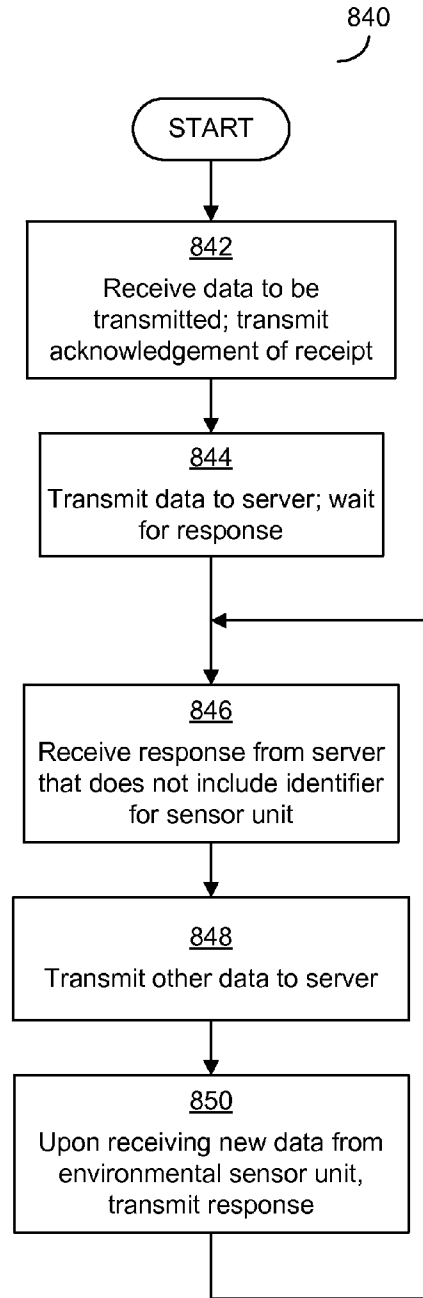 840
START
842
Receive data to be
transmitted; transmit
acknowledgement of receipt
844
Transmit data to server; wait
for response
846
Receive response from server
that does not include identifier
for sensor unit
848
Transmit other data to server
850
Upon receiving new data from
environmental sensor unit,
transmit response